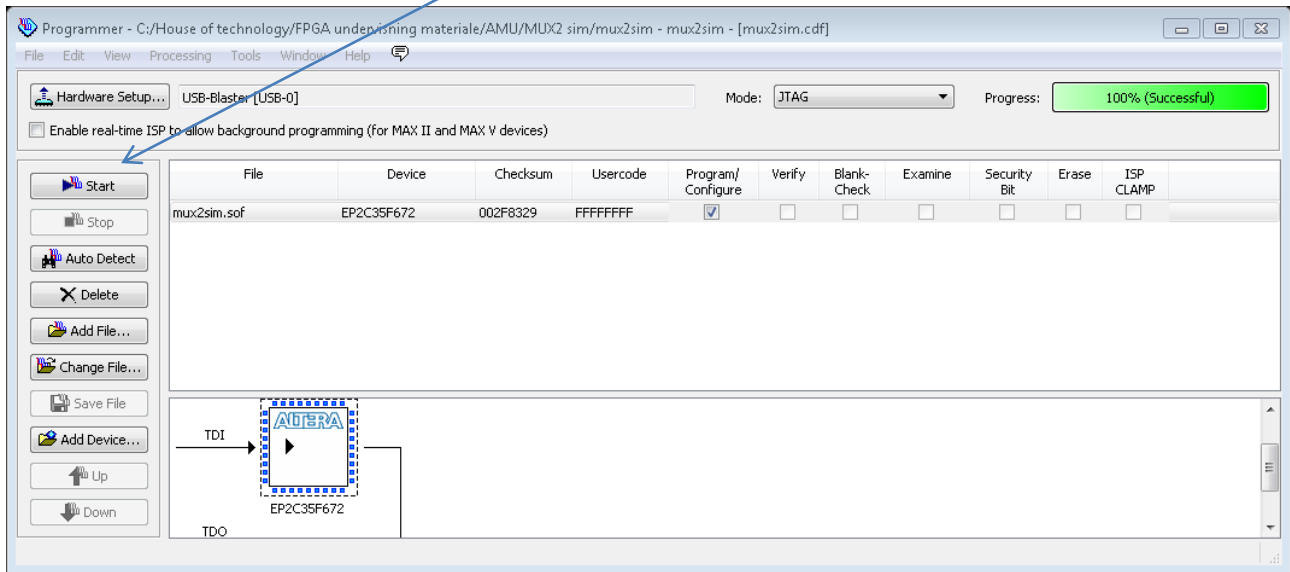 Programmer - C:/House of technology/FPGA undervisning materiale/AMU/MUX2 sim/mux2sim - mux2sim - [mux2sim.cdf]
File Edit View Processing Tools Window Help
Hardware Setup... USB-Blaster [USB-0] Mode: JTAG Progress: 100% (Successful)
Enable real-time ISP to allow background programming (for MAX II and MAX V devices)
Start
Stop
Auto Detect
Delete
Add File...
Change File...
Save File
Add Device...
Up
Down
File Device Checksum Usercode Program/ Verify Blank- Examine Security Erase ISP
Configure Check Bit CLAMP
mux2sim.sof EP2C35F672 002F8329 FFFFFFFF
ALTERA
TDI
EP2C35F672
TDO